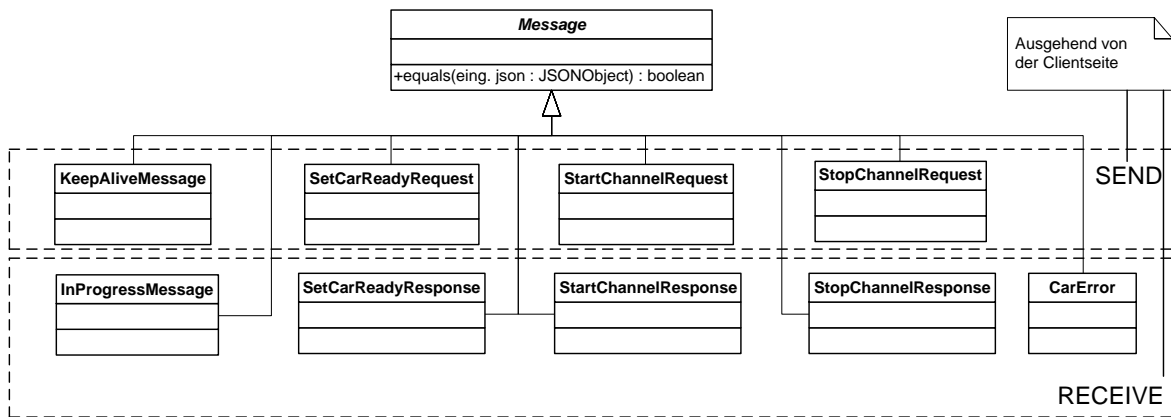 Message
+equals(eing. json : JSONObject) : boolean
Ausgehend von
der Clientseite
KeepAliveMessage
SetCarReadyRequest
StartChannelRequest
StopChannelRequest
SEND
InProgressMessage
SetCarReadyResponse
StartChannelResponse
StopChannelResponse
CarError
RECEIVE